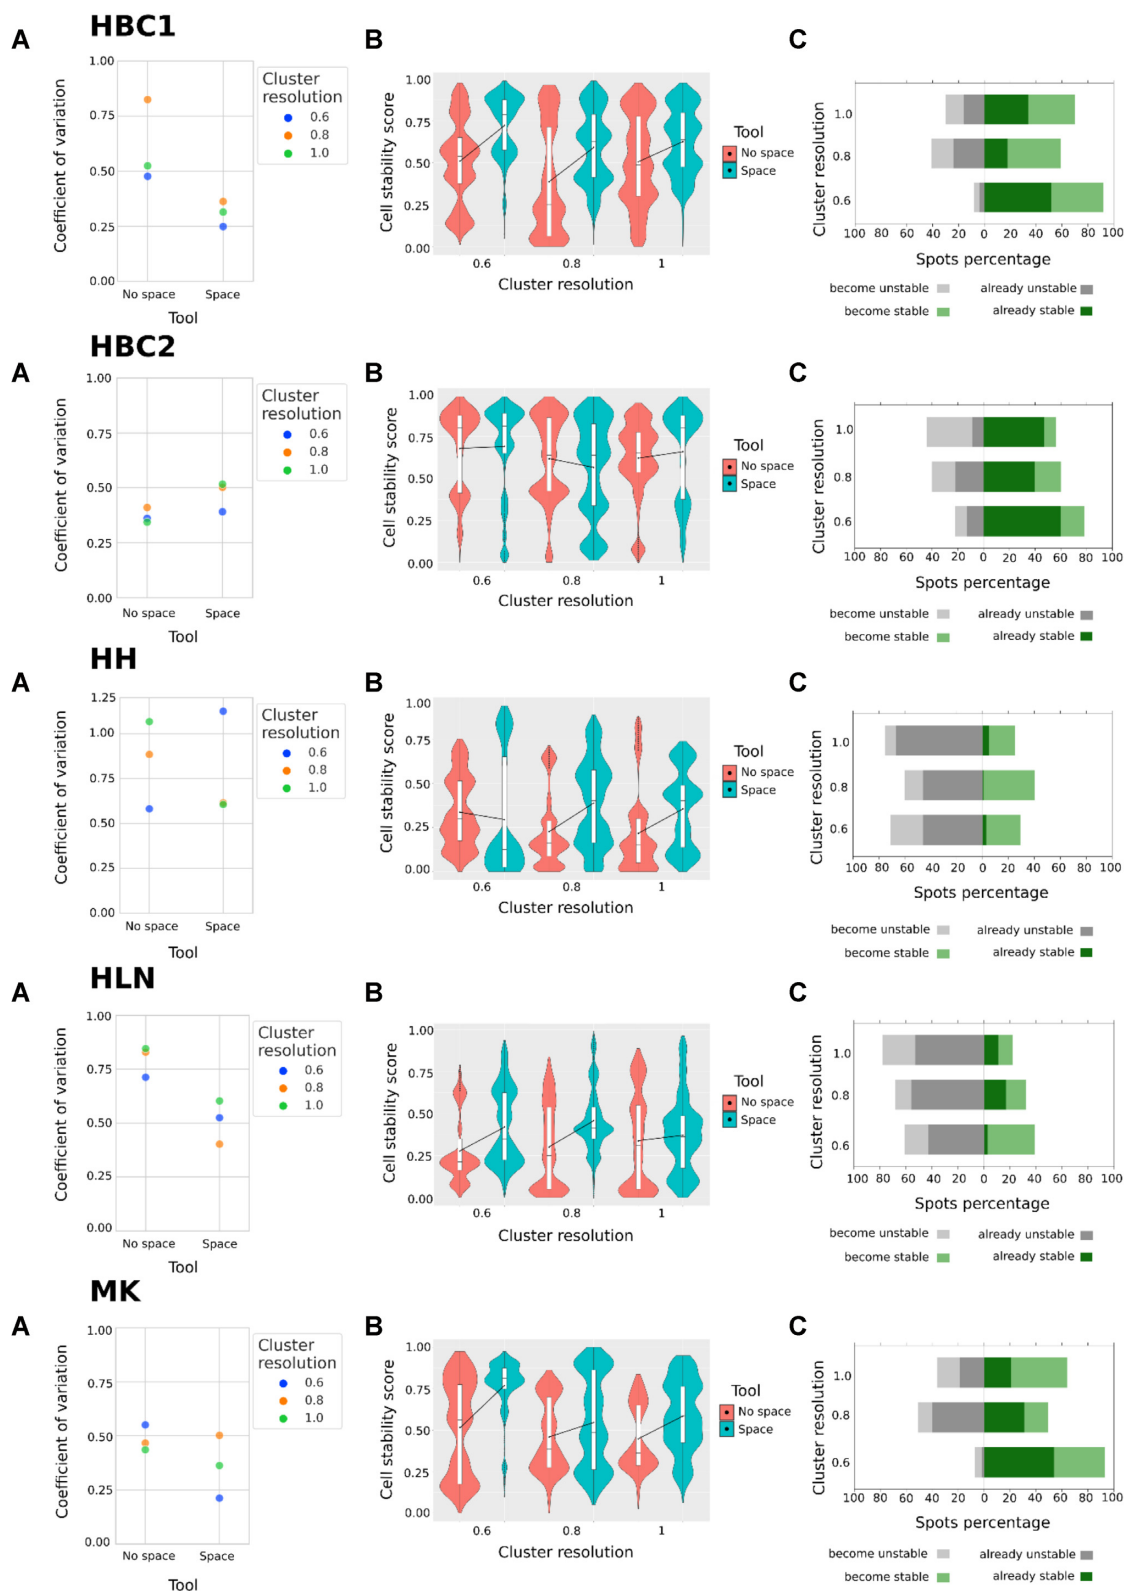 HBC1
A
Coefficient of variation
1.00
0.75
0.50
0.25
0.00
No space Space
Tool
Cluster
resolution
0.6
0.8
1.0
B
Cell stability score
1.00
0.75
0.50
0.25
0.00
0.6 0.8 1
Cluster resolution
Tool
No space
Space
C
Cluster resolution
1.0
0.8
0.6
100 80 60 40 20 0 20 40 60 80 100
Spots percentage
become unstable already unstable
become stable already stable
HBC2
A
Coefficient of variation
1.00
0.75
0.50
0.25
0.00
No space Space
Tool
Cluster
resolution
0.6
0.8
1.0
B
Cell stability score
1.00
0.75
0.50
0.25
0.00
0.6 0.8 1
Cluster resolution
Tool
No space
Space
C
Cluster resolution
1.0
0.8
0.6
100 80 60 40 20 0 20 40 60 80 100
Spots percentage
become unstable already unstable
become stable already stable
HH
A
Coefficient of variation
1.25
1.00
0.75
0.50
0.25
0.00
No space Space
Tool
Cluster
resolution
0.6
0.8
1.0
B
Cell stability score
1.00
0.75
0.50
0.25
0.00
0.6 0.8 1
Cluster resolution
Tool
No space
Space
C
Cluster resolution
1.0
0.8
0.6
100 80 60 40 20 0 20 40 60 80 100
Spots percentage
become unstable already unstable
become stable already stable
HLN
A
Coefficient of variation
1.00
0.75
0.50
0.25
0.00
No space Space
Tool
Cluster
resolution
0.6
0.8
1.0
B
Cell stability score
1.00
0.75
0.50
0.25
0.00
0.6 0.8 1
Cluster resolution
Tool
No space
Space
C
Cluster resolution
1.0
0.8
0.6
100 80 60 40 20 0 20 40 60 80 100
Spots percentage
become unstable already unstable
become stable already stable
MK
A
Coefficient of variation
1.00
0.75
0.50
0.25
0.00
No space Space
Tool
Cluster
resolution
0.6
0.8
1.0
B
Cell stability score
1.00
0.75
0.50
0.25
0.00
0.6 0.8 1
Cluster resolution
Tool
No space
Space
C
Cluster resolution
1.0
0.8
0.6
100 80 60 40 20 0 20 40 60 80 100
Spots percentage
become unstable already unstable
become stable already stable